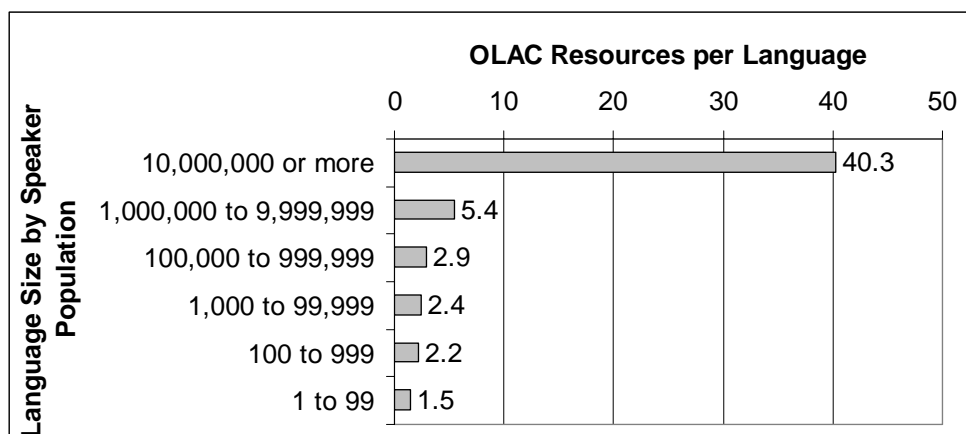 OLAC Resources per Language
0 10 20 30 40 50
Language Size by Speaker
Population
10,000,000 or more 40.3
1,000,000 to 9,999,999 5.4
100,000 to 999,999 2.9
1,000 to 99,999 2.4
100 to 999 2.2
1 to 99 1.5